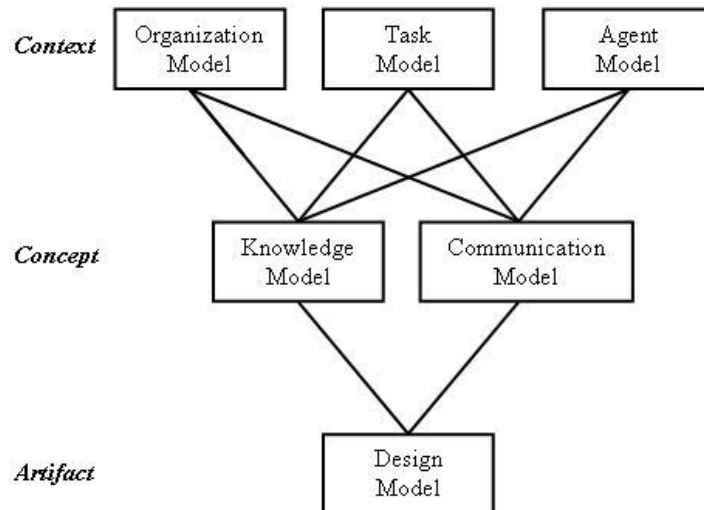 Context
Organization
Model
Task
Model
Agent
Model
Concept
Knowledge
Model
Communication
Model
Artifact
Design
Model